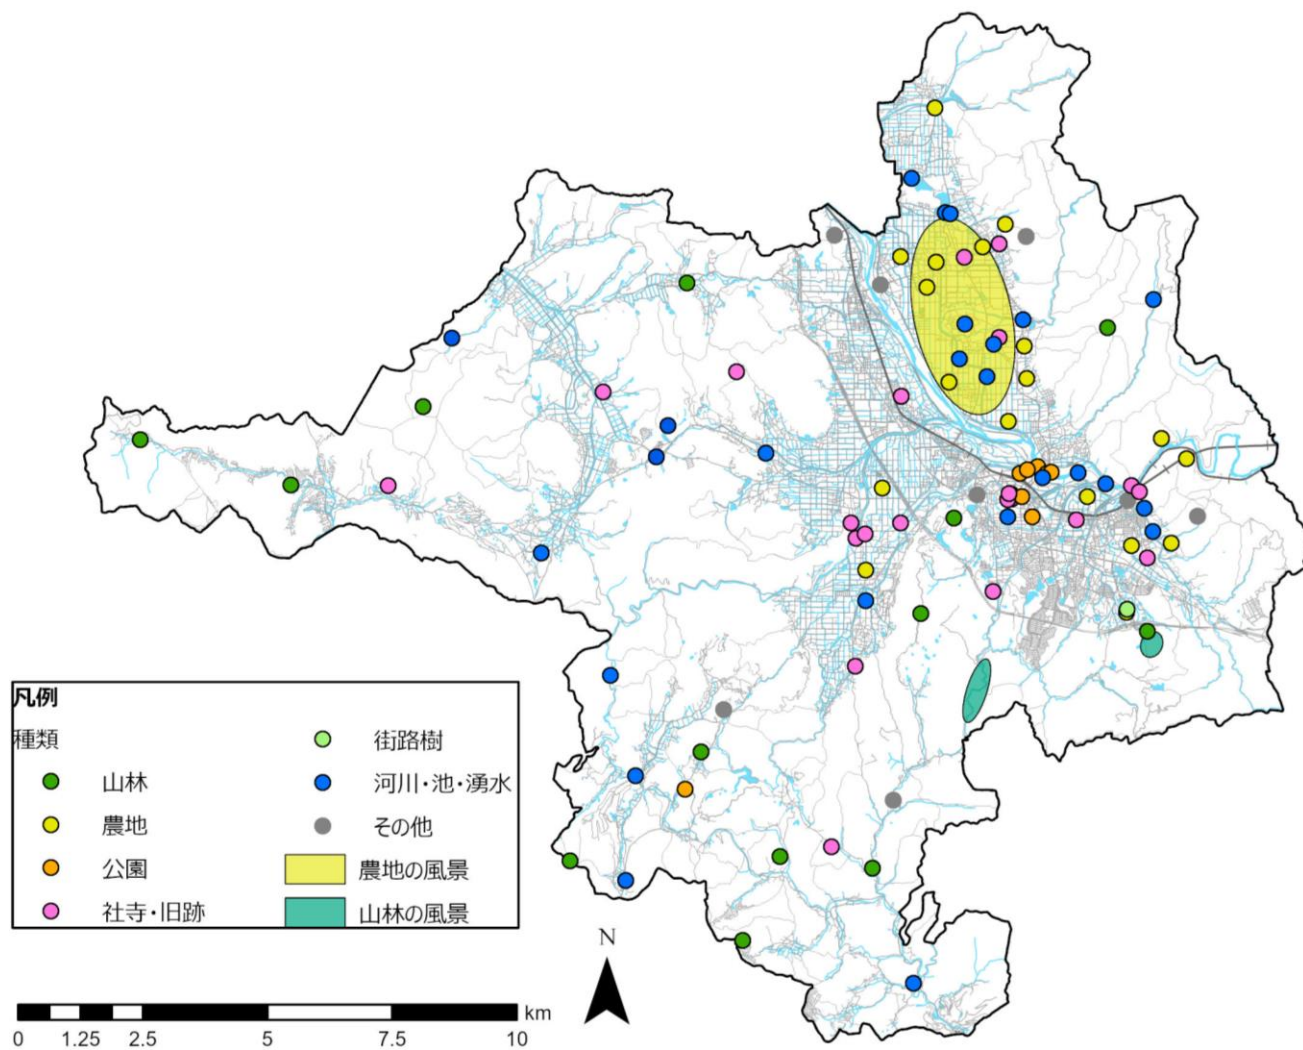 凡例
種類
山林
農地
公園
社寺・旧跡
街路樹
河川・池・湧水
その他
農地の風景
山林の風景
N
km
0 1.25 2.5 5 7.5 10